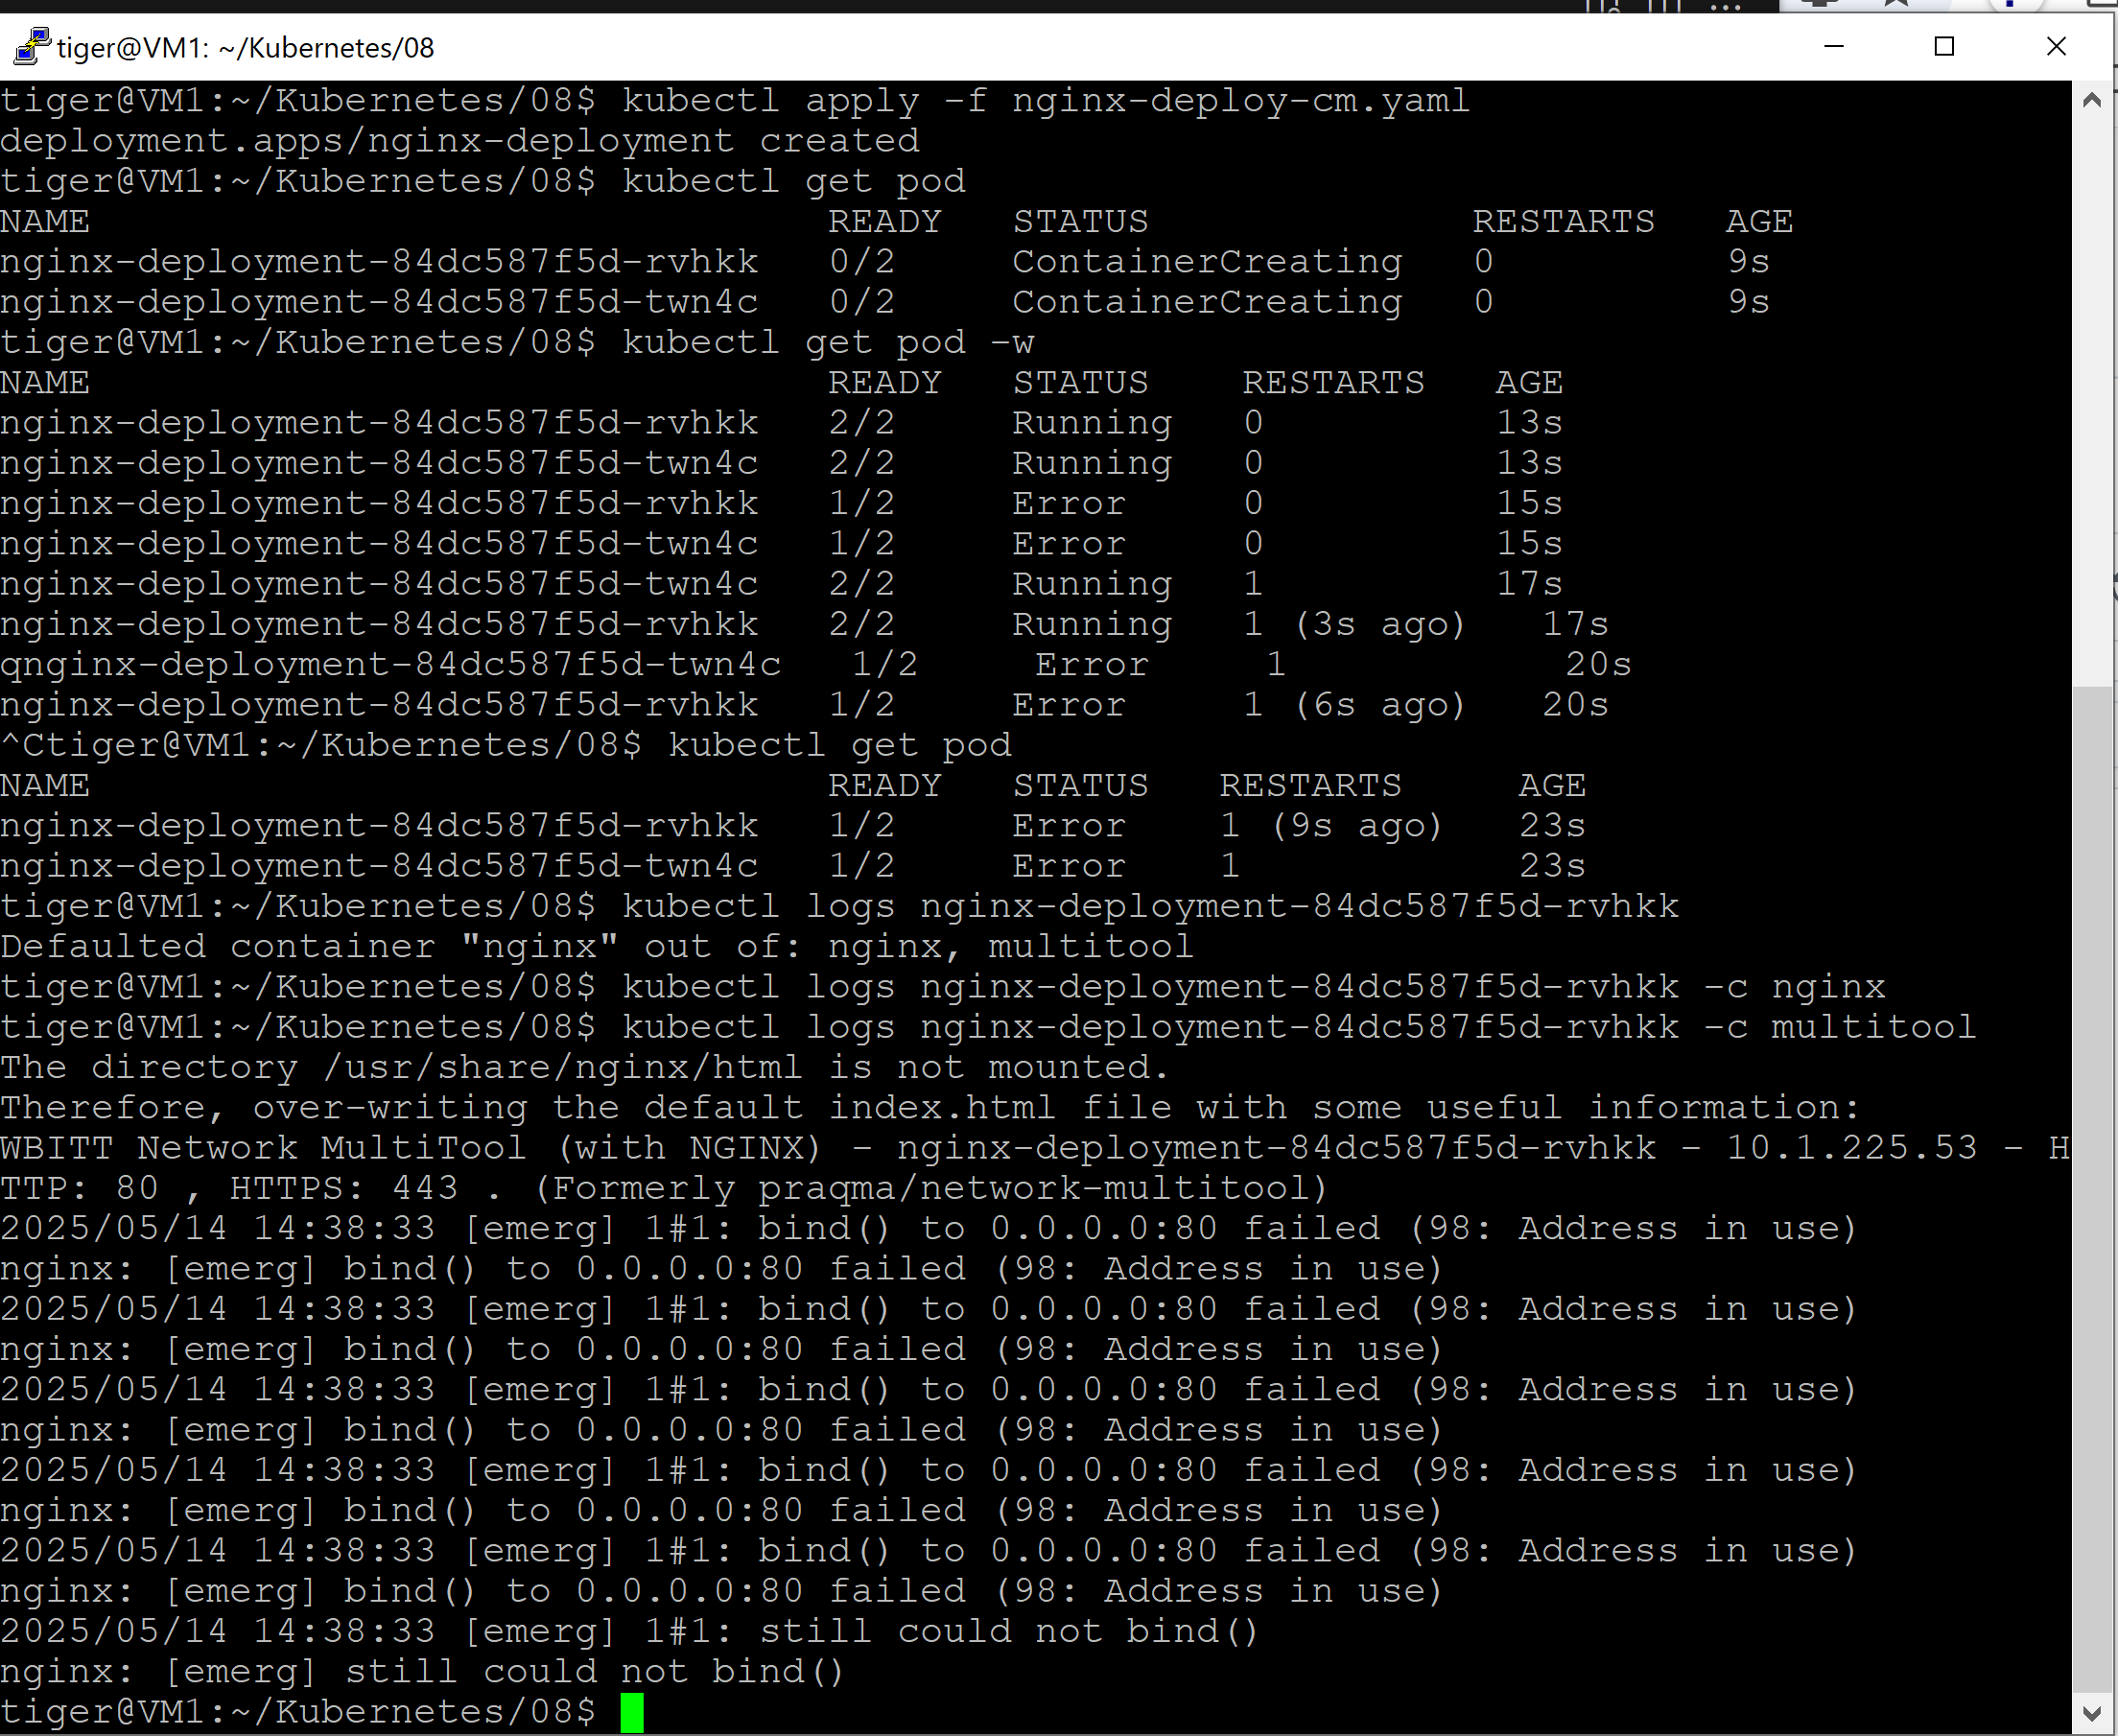 tiger@VM1: ~/Kubernetes/08
tiger@VM1:~/Kubernetes/08$ kubectl apply -f nginx-deploy-cm.yaml
deployment.apps/nginx-deployment created
tiger@VM1:~/Kubernetes/08$ kubectl get pod
NAME                                READY   STATUS              RESTARTS   AGE
nginx-deployment-84dc587f5d-rvhkk   0/2     ContainerCreating   0          9s
nginx-deployment-84dc587f5d-twn4c   0/2     ContainerCreating   0          9s
tiger@VM1:~/Kubernetes/08$ kubectl get pod -w
NAME                                READY   STATUS    RESTARTS   AGE
nginx-deployment-84dc587f5d-rvhkk   2/2     Running   0          13s
nginx-deployment-84dc587f5d-twn4c   2/2     Running   0          13s
nginx-deployment-84dc587f5d-rvhkk   1/2     Error     0          15s
nginx-deployment-84dc587f5d-twn4c   1/2     Error     0          15s
nginx-deployment-84dc587f5d-twn4c   2/2     Running   1          17s
nginx-deployment-84dc587f5d-rvhkk   2/2     Running   1 (3s ago)   17s
qnginx-deployment-84dc587f5d-twn4c   1/2     Error     1            20s
nginx-deployment-84dc587f5d-rvhkk   1/2     Error     1 (6s ago)   20s
^Ctiger@VM1:~/Kubernetes/08$ kubectl get pod
NAME                                READY   STATUS   RESTARTS     AGE
nginx-deployment-84dc587f5d-rvhkk   1/2     Error    1 (9s ago)   23s
nginx-deployment-84dc587f5d-twn4c   1/2     Error    1            23s
tiger@VM1:~/Kubernetes/08$ kubectl logs nginx-deployment-84dc587f5d-rvhkk
Defaulted container "nginx" out of: nginx, multitool
tiger@VM1:~/Kubernetes/08$ kubectl logs nginx-deployment-84dc587f5d-rvhkk -c nginx
tiger@VM1:~/Kubernetes/08$ kubectl logs nginx-deployment-84dc587f5d-rvhkk -c multitool
The directory /usr/share/nginx/html is not mounted.
Therefore, over-writing the default index.html file with some useful information:
WBITT Network MultiTool (with NGINX) - nginx-deployment-84dc587f5d-rvhkk - 10.1.225.53 - H
TTP: 80 , HTTPS: 443 . (Formerly praqma/network-multitool)
2025/05/14 14:38:33 [emerg] 1#1: bind() to 0.0.0.0:80 failed (98: Address in use)
nginx: [emerg] bind() to 0.0.0.0:80 failed (98: Address in use)
2025/05/14 14:38:33 [emerg] 1#1: bind() to 0.0.0.0:80 failed (98: Address in use)
nginx: [emerg] bind() to 0.0.0.0:80 failed (98: Address in use)
2025/05/14 14:38:33 [emerg] 1#1: bind() to 0.0.0.0:80 failed (98: Address in use)
nginx: [emerg] bind() to 0.0.0.0:80 failed (98: Address in use)
2025/05/14 14:38:33 [emerg] 1#1: bind() to 0.0.0.0:80 failed (98: Address in use)
nginx: [emerg] bind() to 0.0.0.0:80 failed (98: Address in use)
2025/05/14 14:38:33 [emerg] 1#1: bind() to 0.0.0.0:80 failed (98: Address in use)
nginx: [emerg] bind() to 0.0.0.0:80 failed (98: Address in use)
2025/05/14 14:38:33 [emerg] 1#1: still could not bind()
nginx: [emerg] still could not bind()
tiger@VM1:~/Kubernetes/08$